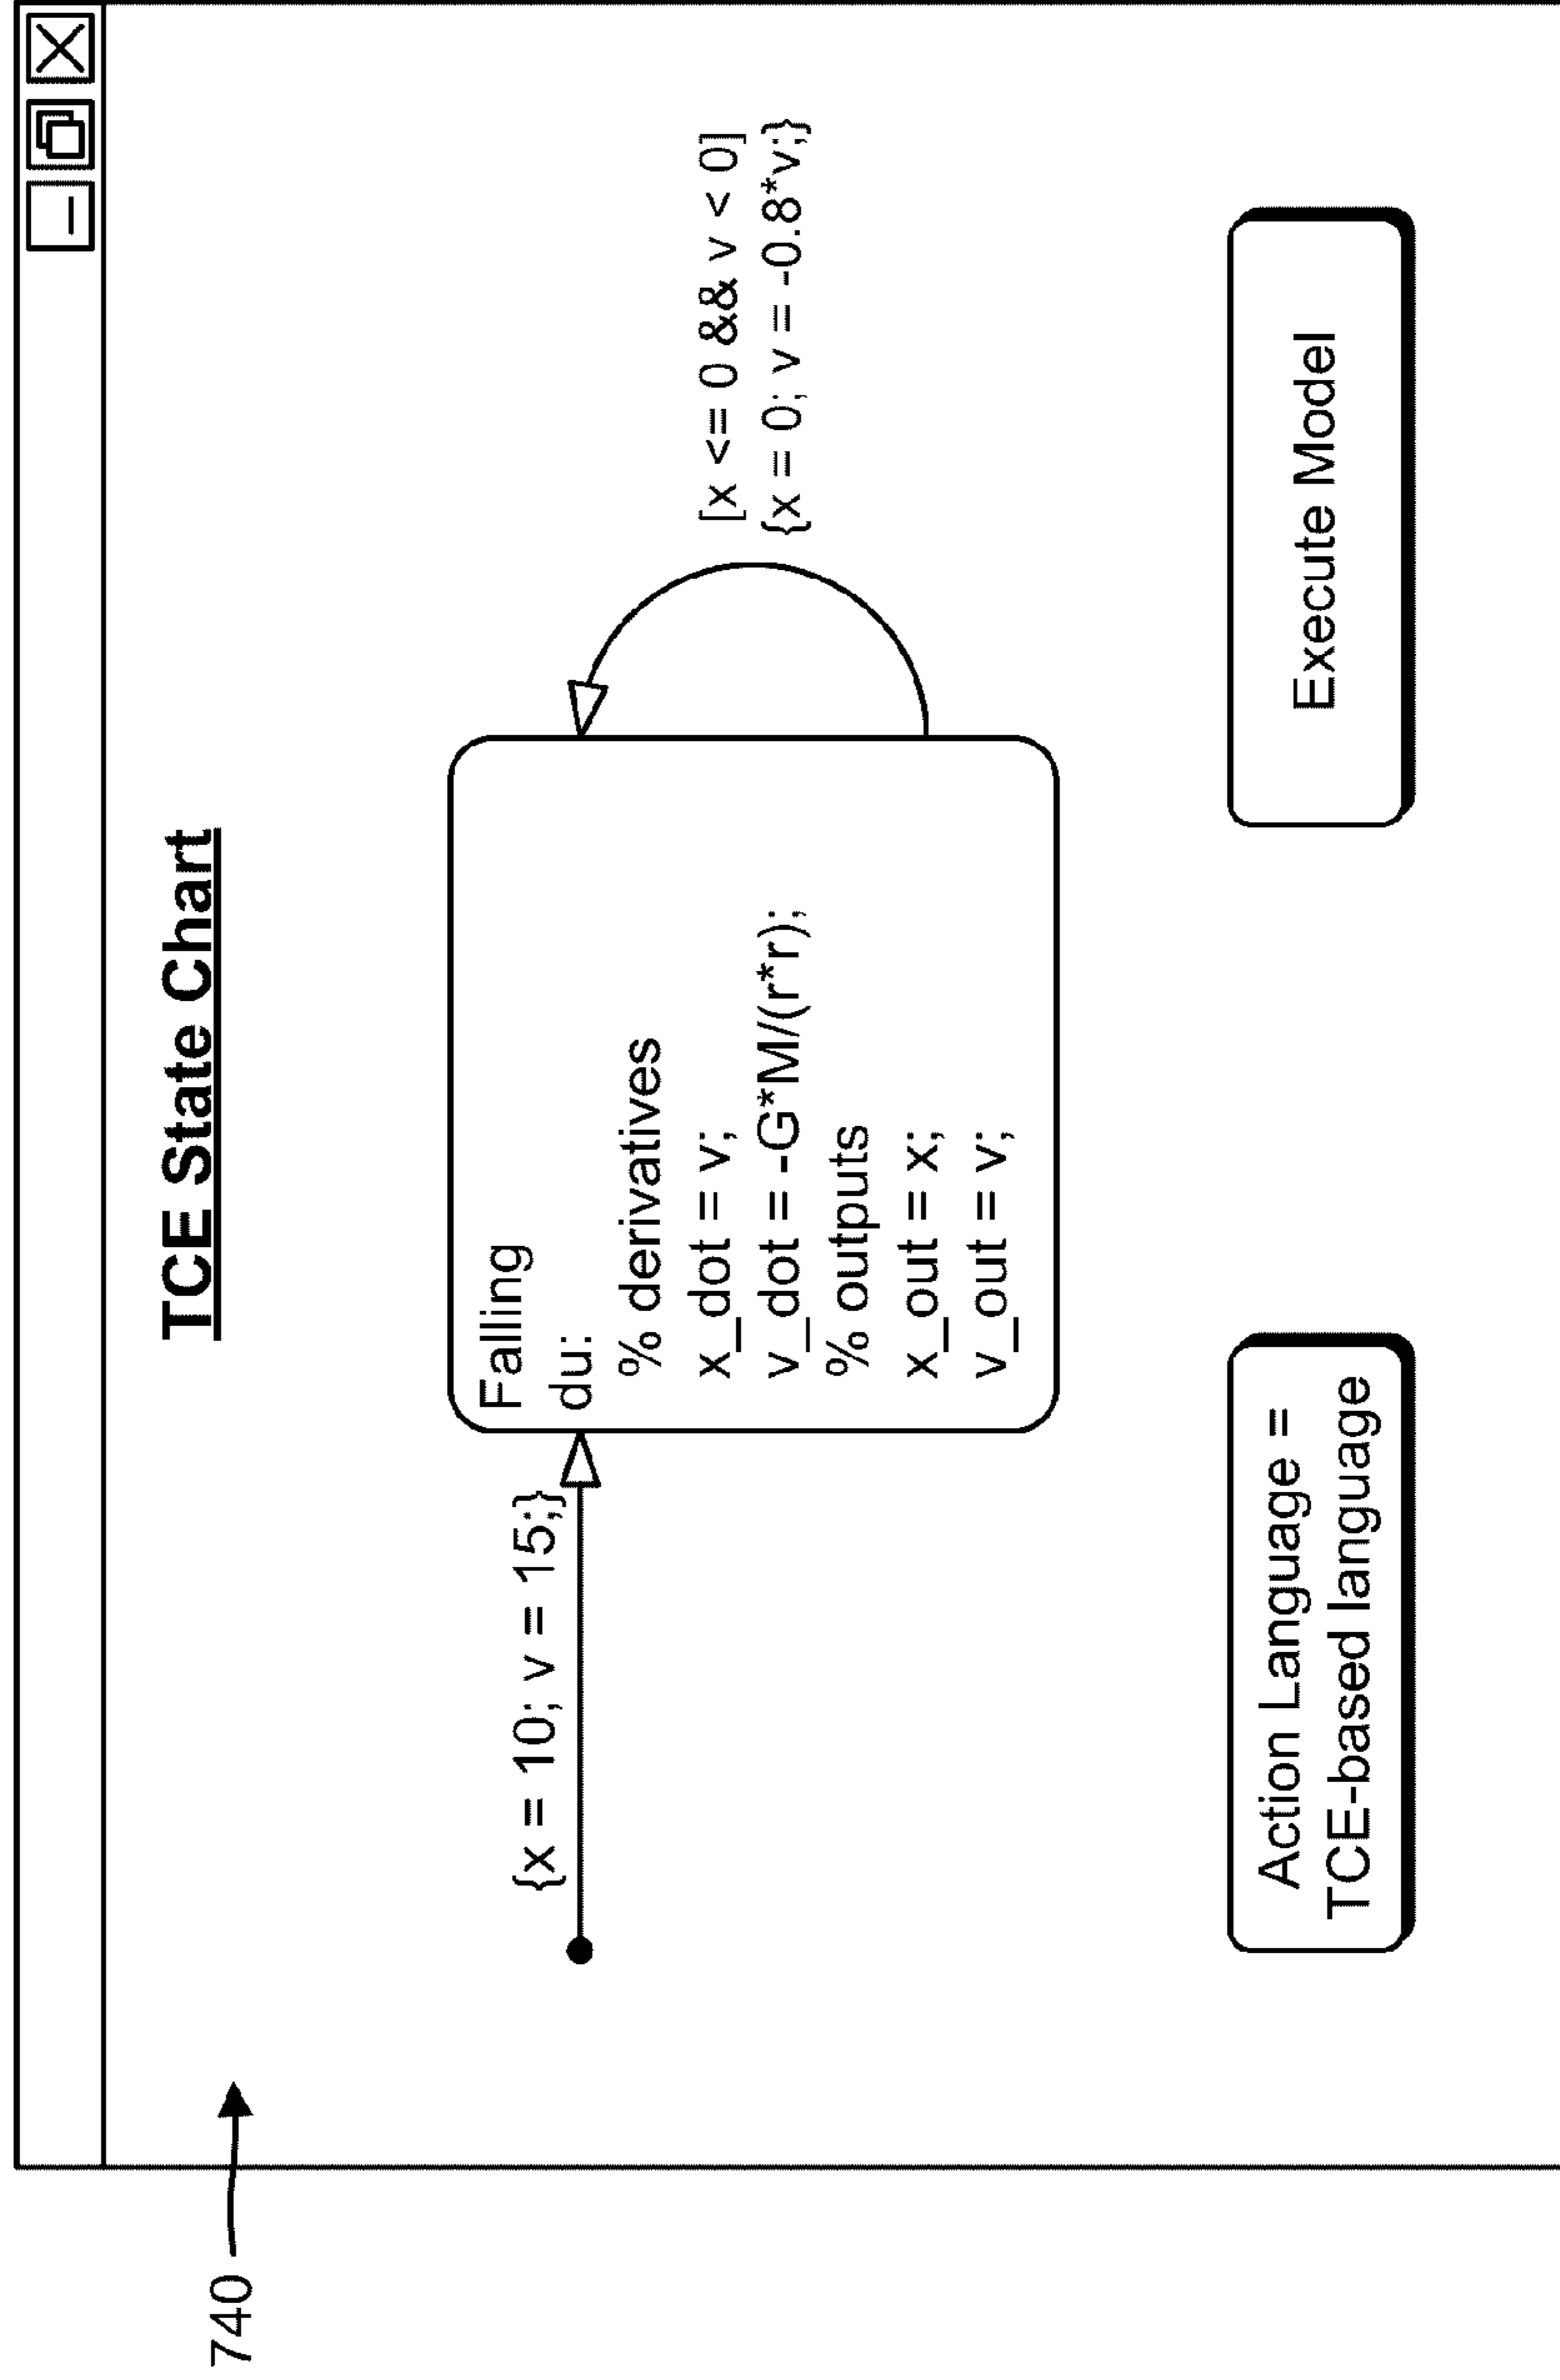 740
TCE State Chart
{x = 10; v = 15;}
Falling
du:
% derivatives
x_dot = v;
v_dot = -G*M/(r*r);
% outputs
x_out = x;
v_out = v;
[x <= 0 && v < 0]
{x = 0; v = -0.8*v;}
Action Language =
TCE-based language
Execute Model